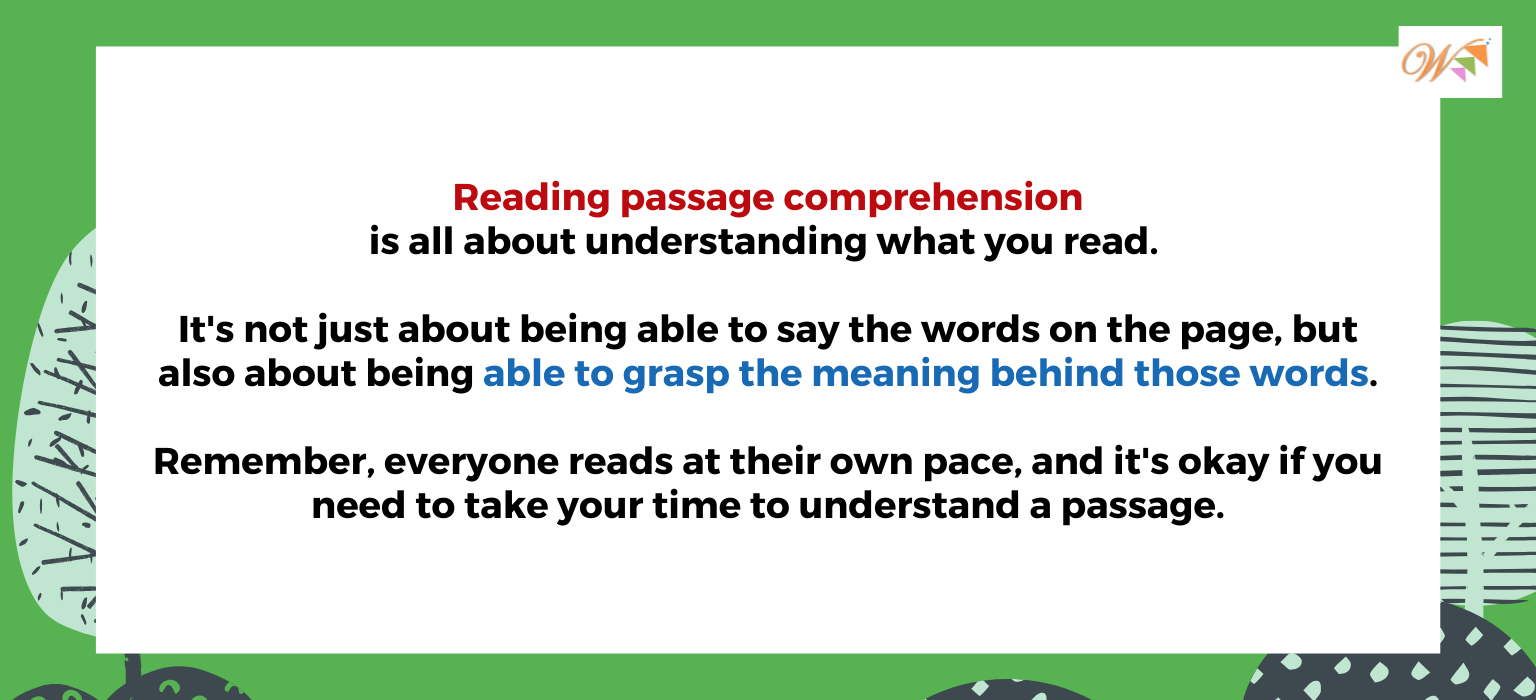 W
Reading passage comprehension
is all about understanding what you read.
It's not just about being able to say the words on the page, but
also about being able to grasp the meaning behind those words.
Remember, everyone reads at their own pace, and it's okay if you
need to take your time to understand a passage.